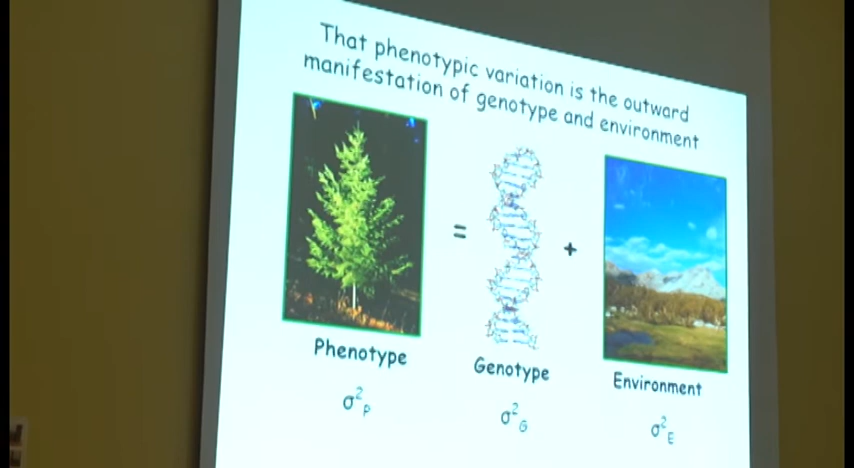 That phenotypic variation is the outward
manifestation of genotype and environment
= +
Phenotype Genotype Environment
σ²P σ²G σ²E